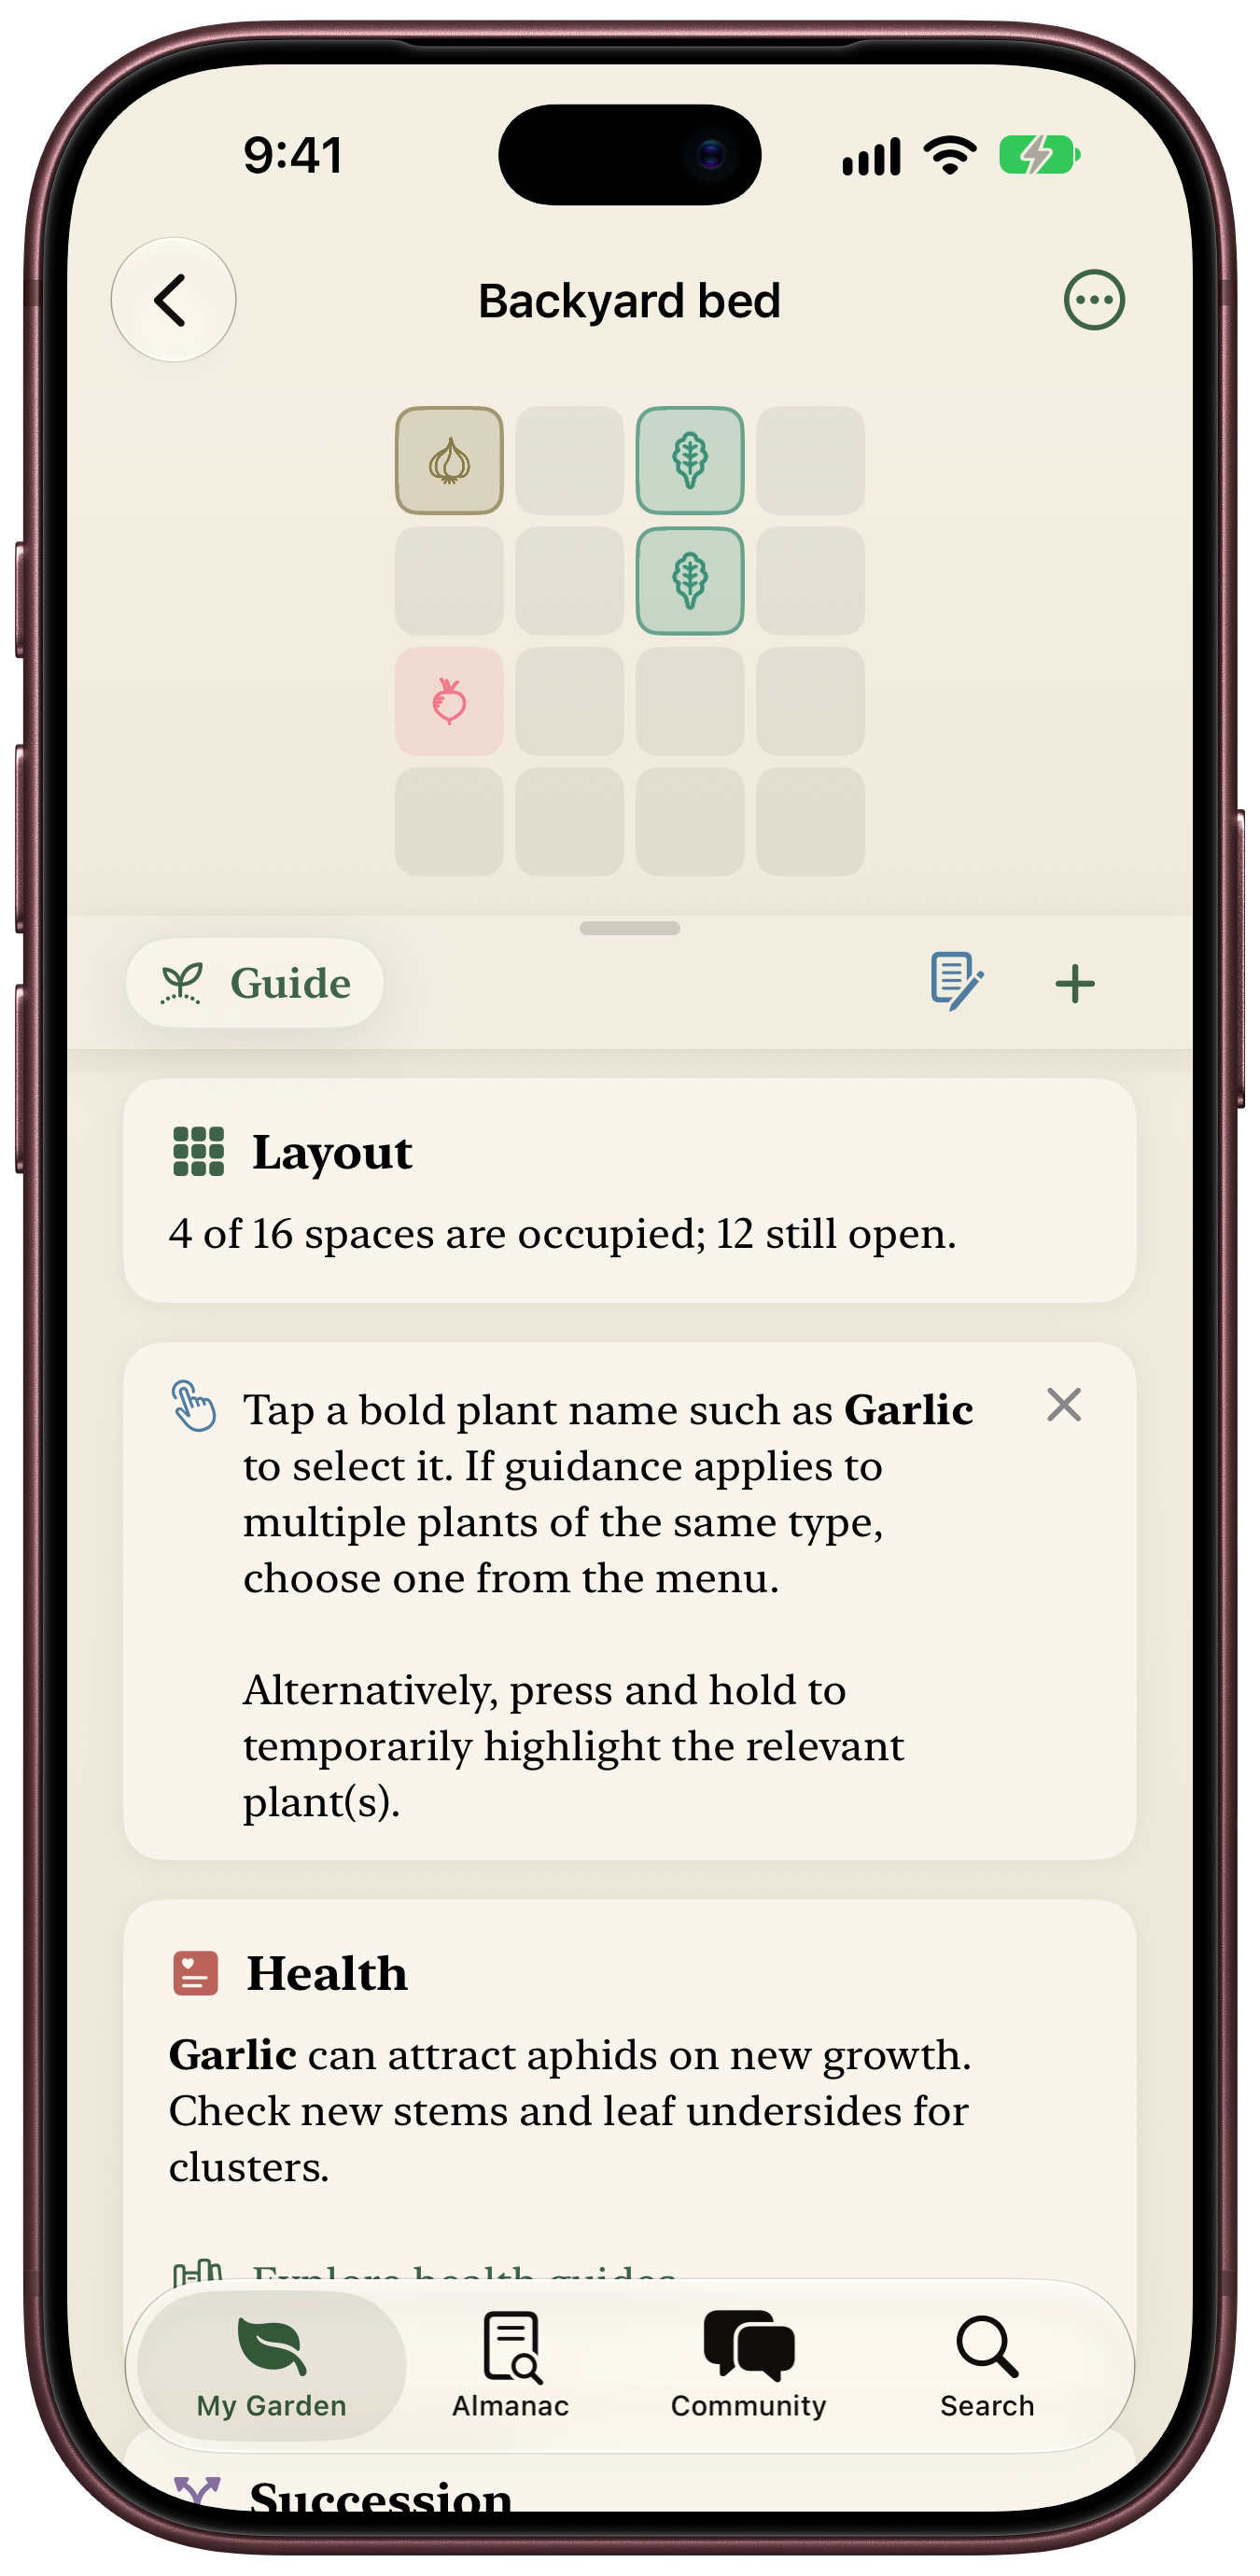 9:41
Backyard bed
Guide
Layout
4 of 16 spaces are occupied; 12 still open.
Tap a bold plant name such as Garlic
to select it. If guidance applies to
multiple plants of the same type,
choose one from the menu.
Alternatively, press and hold to
temporarily highlight the relevant
plant(s).
Health
Garlic can attract aphids on new growth.
Check new stems and leaf undersides for
clusters.
Explore health guides
My Garden
Almanac
Community
Search
Succession